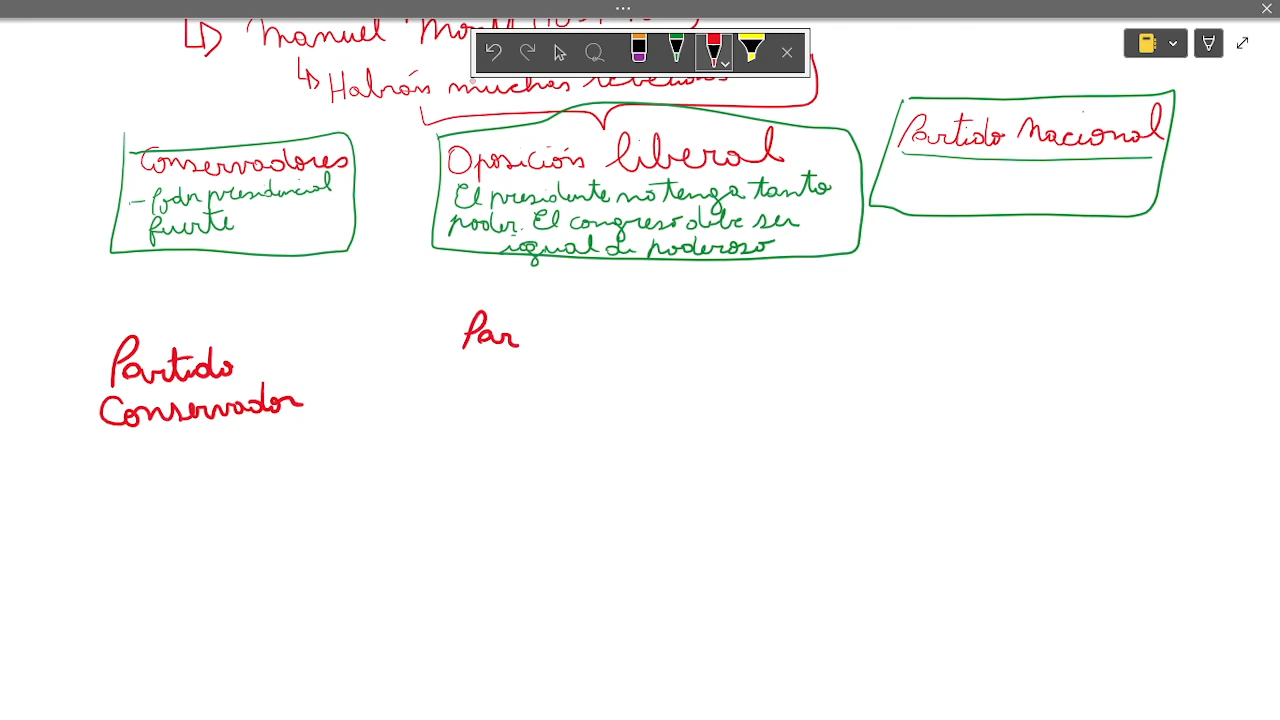 Manuel
Habrán muchas
Conservadores
- Poder presidencial
fuerte
Oposición liberal
El presidente no tenga tanto
poder. El congreso debe ser
igual de poderoso
Partido Nacional
Partido
Conservador
Par